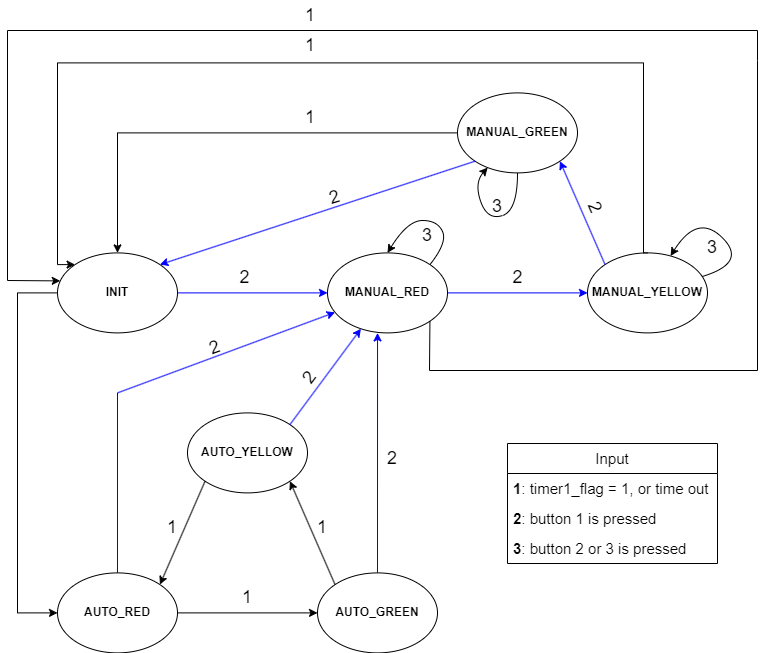 1
1
1
MANUAL_GREEN
2
3
2
3
3
INIT
2
MANUAL_RED
2
MANUAL_YELLOW
2
2
AUTO_YELLOW
2
Input
1: timer1_flag = 1, or time out
2: button 1 is pressed
3: button 2 or 3 is pressed
1
1
AUTO_RED
1
AUTO_GREEN